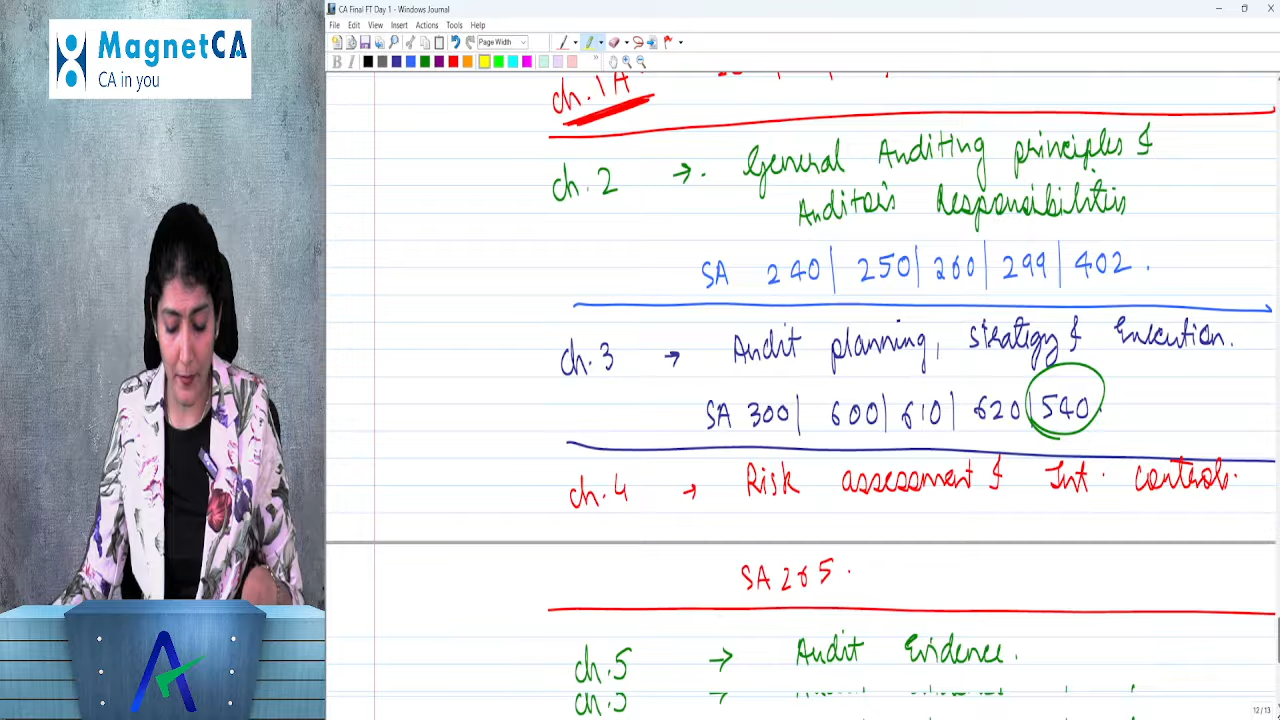 CA Final FT Day 1 - Windows Journal
File Edit View Insert Actions Tools Help
Page Width
MagnetCA
CA in you
ch. 1A
ch. 2 → . General Auditing principles &
Auditor's Responsibilities
SA 240 | 250 | 260 | 299 | 402 .
ch. 3 → Audit planning, Strategy & Execution.
SA 300 | 600 | 610 | 620 | 540 .
ch. 4 → Risk assessment & Int. controls.
SA 265 .
ch. 5 → Audit Evidence.
12 / 13